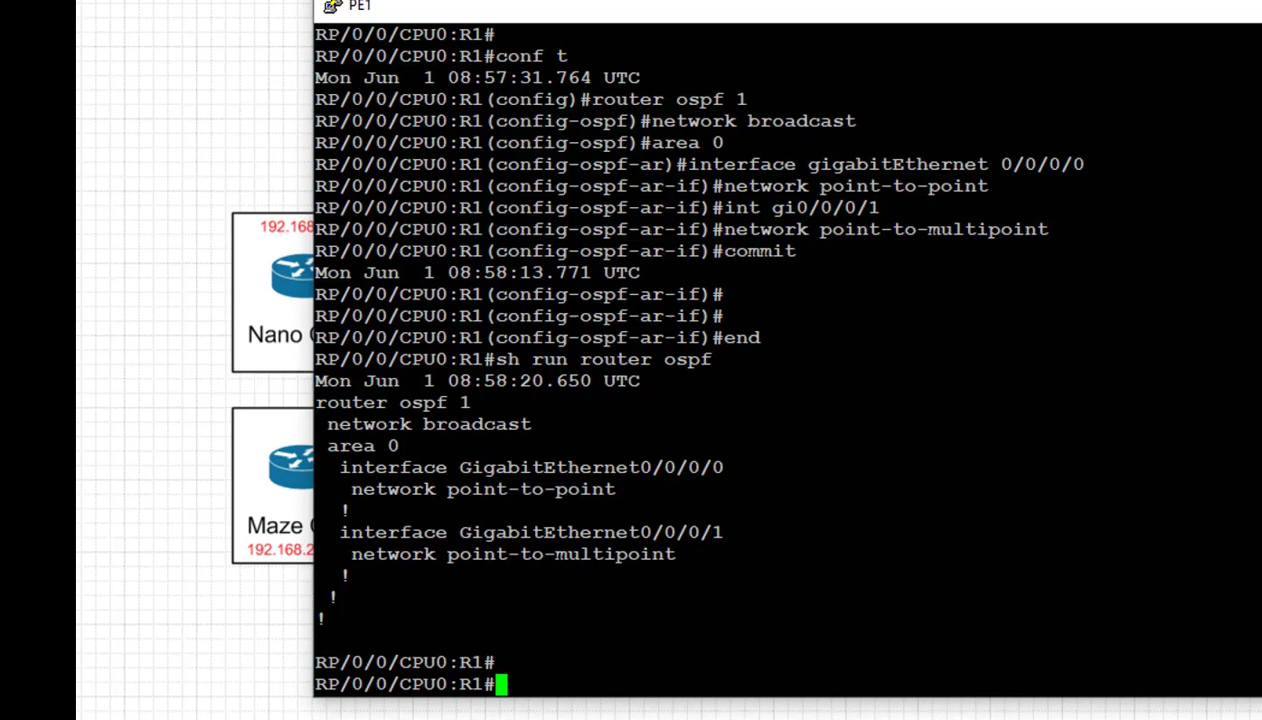 PE1
RP/0/0/CPU0:R1#
RP/0/0/CPU0:R1#conf t
Mon Jun  1 08:57:31.764 UTC
RP/0/0/CPU0:R1(config)#router ospf 1
RP/0/0/CPU0:R1(config-ospf)#network broadcast
RP/0/0/CPU0:R1(config-ospf)#area 0
RP/0/0/CPU0:R1(config-ospf-ar)#interface gigabitEthernet 0/0/0/0
RP/0/0/CPU0:R1(config-ospf-ar-if)#network point-to-point
RP/0/0/CPU0:R1(config-ospf-ar-if)#int gi0/0/0/1
RP/0/0/CPU0:R1(config-ospf-ar-if)#network point-to-multipoint
RP/0/0/CPU0:R1(config-ospf-ar-if)#commit
Mon Jun  1 08:58:13.771 UTC
RP/0/0/CPU0:R1(config-ospf-ar-if)#
RP/0/0/CPU0:R1(config-ospf-ar-if)#
RP/0/0/CPU0:R1(config-ospf-ar-if)#end
RP/0/0/CPU0:R1#sh run router ospf
Mon Jun  1 08:58:20.650 UTC
router ospf 1
 network broadcast
 area 0
  interface GigabitEthernet0/0/0/0
   network point-to-point
  !
  interface GigabitEthernet0/0/0/1
   network point-to-multipoint
  !
 !
!
RP/0/0/CPU0:R1#
RP/0/0/CPU0:R1#
192.168
Nano
Maze
192.168.2